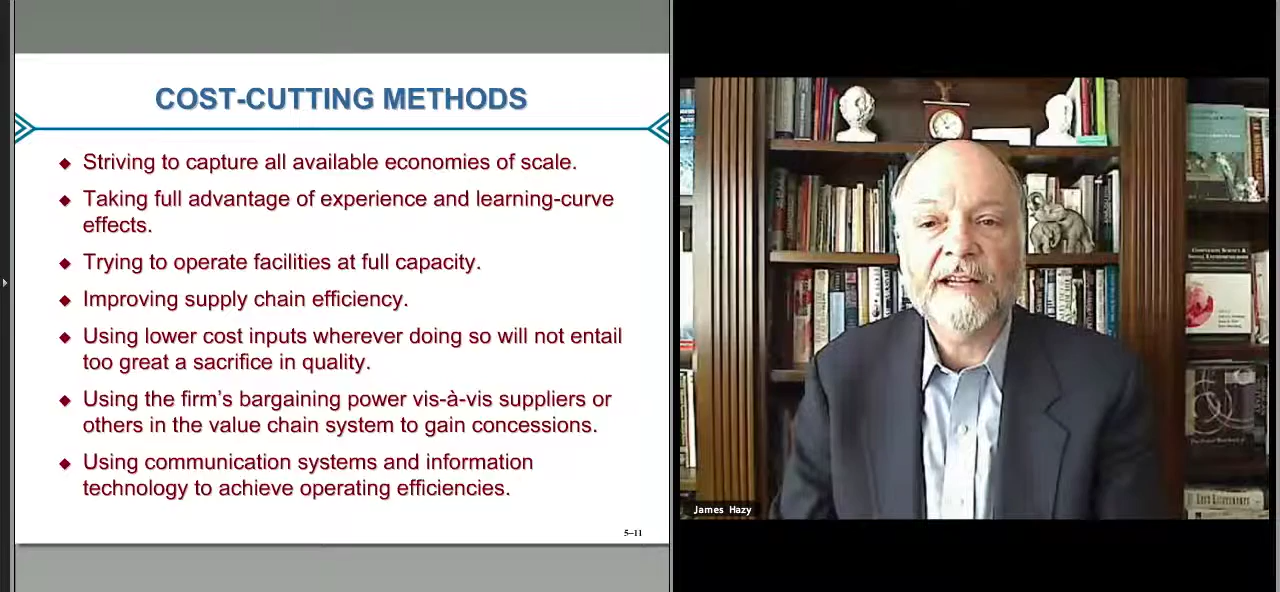 COST-CUTTING METHODS
◆ Striving to capture all available economies of scale.
◆ Taking full advantage of experience and learning-curve
effects.
◆ Trying to operate facilities at full capacity.
◆ Improving supply chain efficiency.
◆ Using lower cost inputs wherever doing so will not entail
too great a sacrifice in quality.
◆ Using the firm's bargaining power vis-à-vis suppliers or
others in the value chain system to gain concessions.
◆ Using communication systems and information
technology to achieve operating efficiencies.
5–11
James Hazy